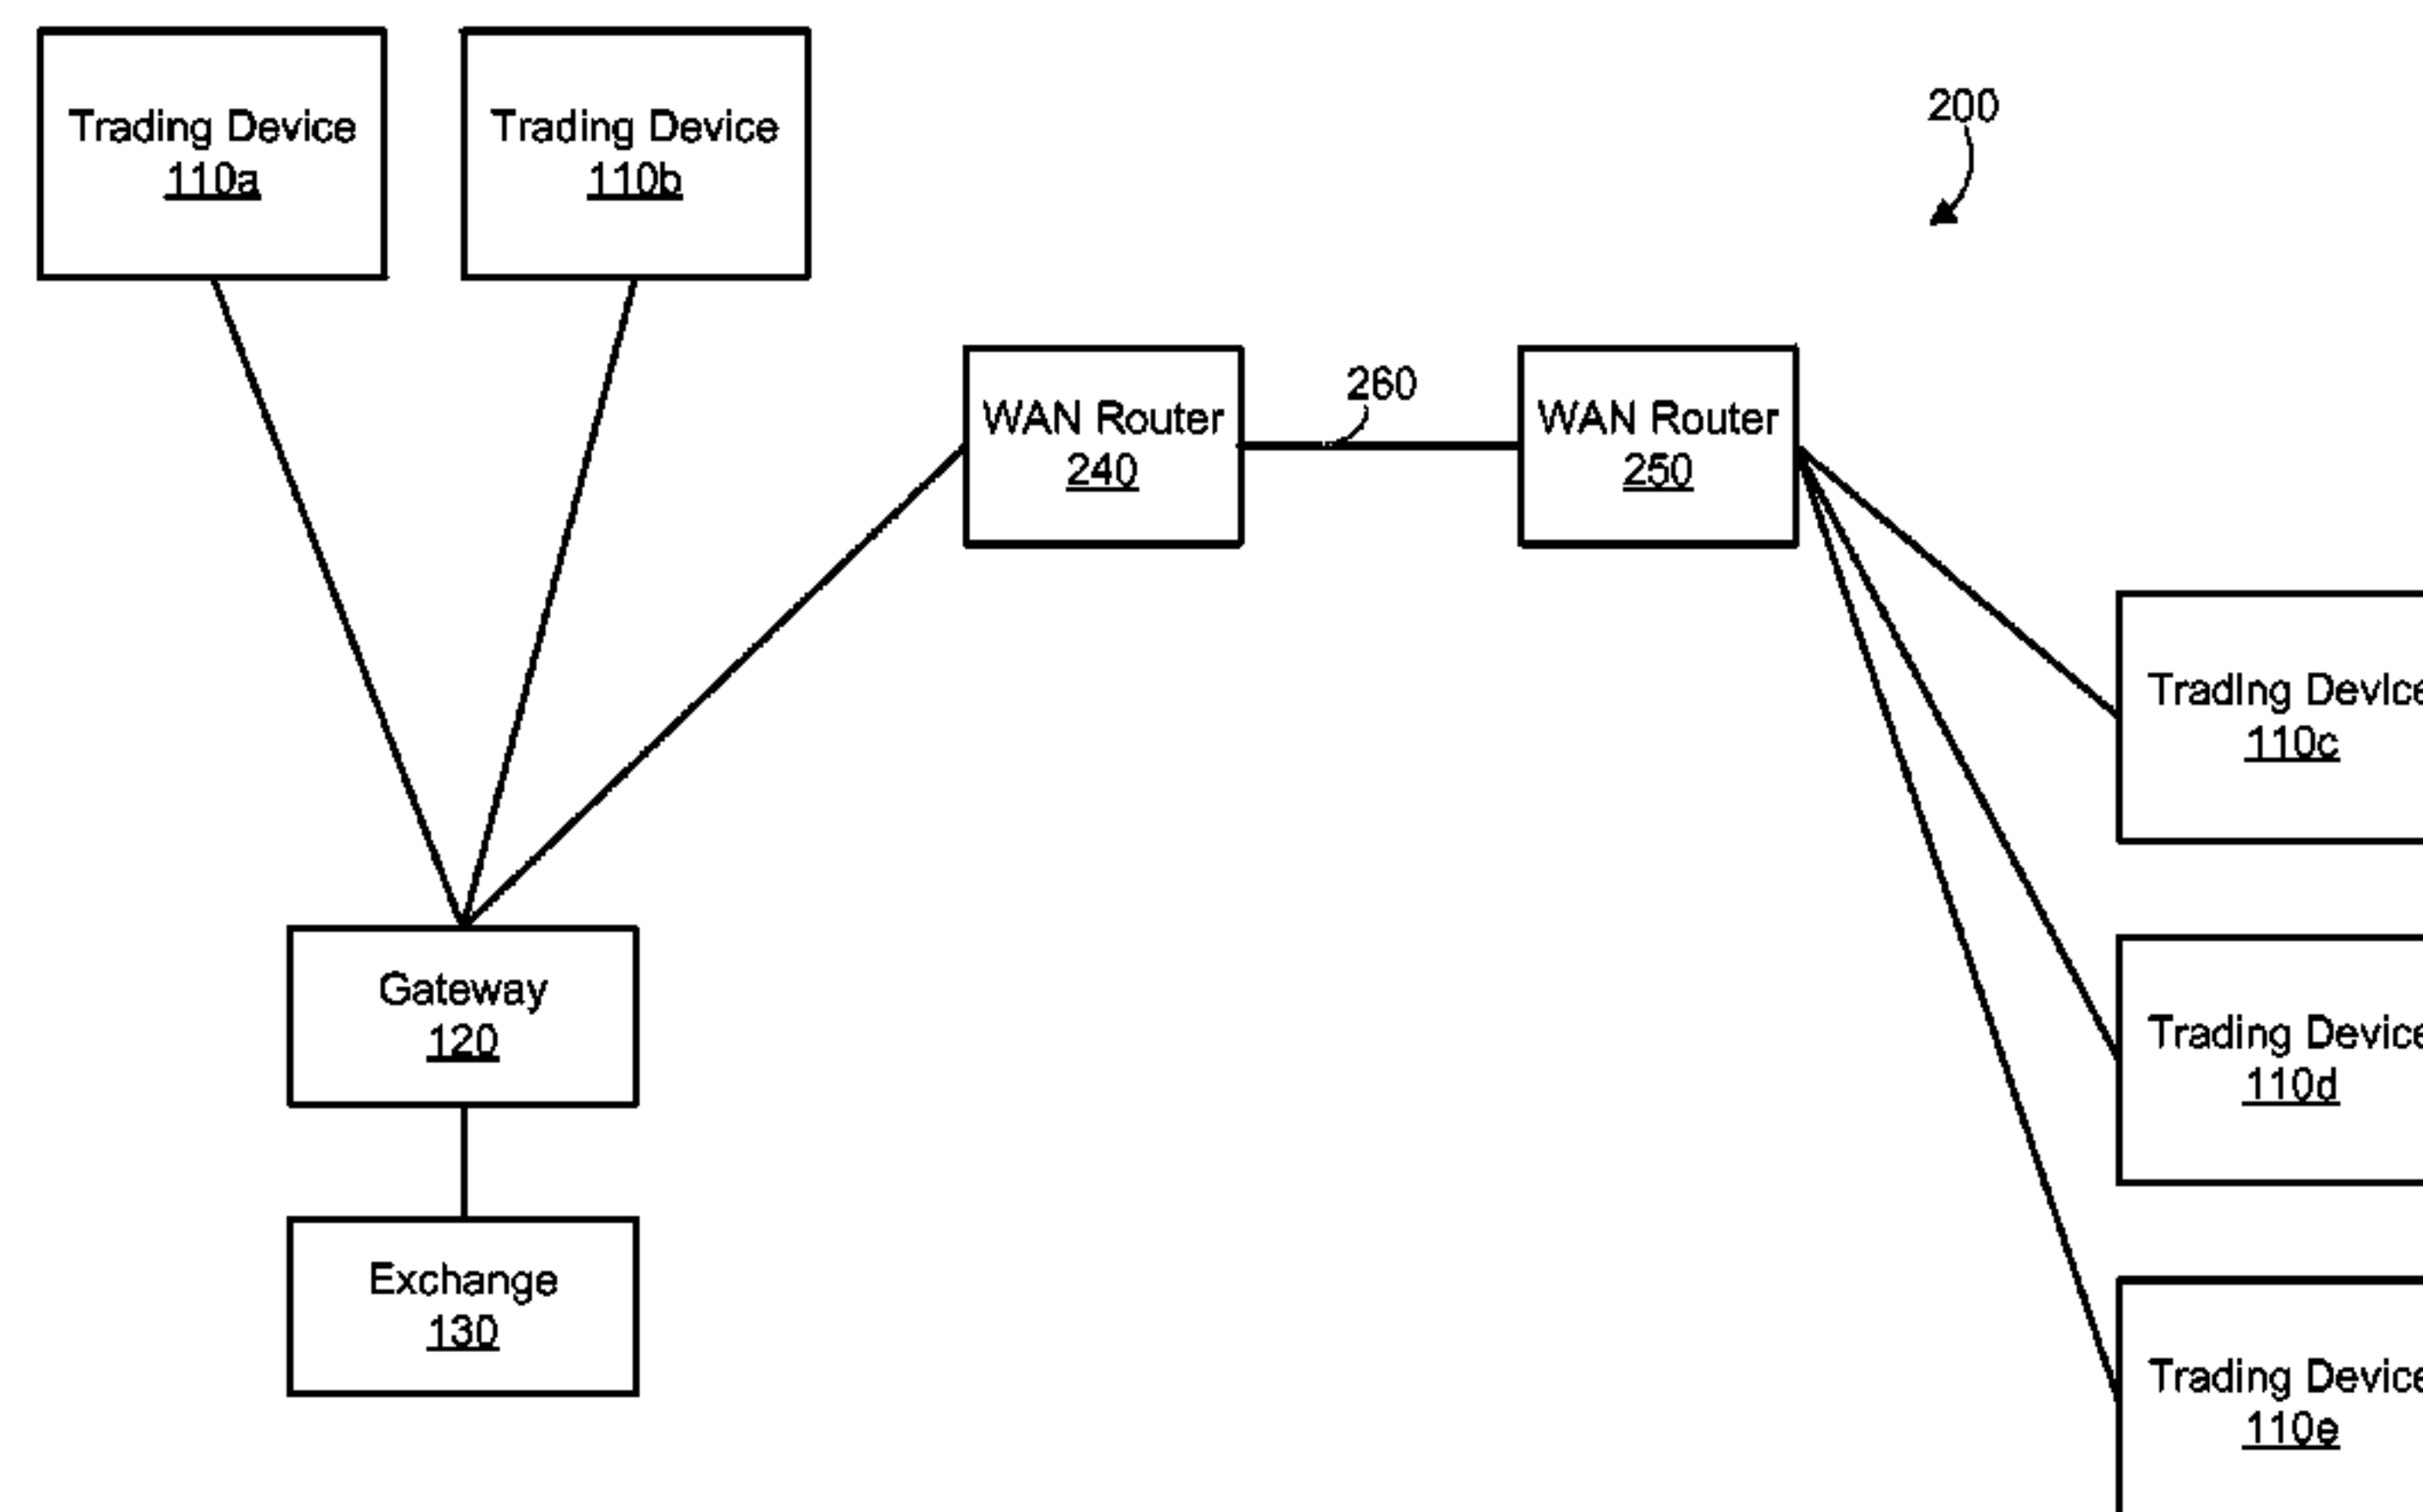 Trading Device
110a
Trading Device
110b
200
WAN Router
240
260
WAN Router
250
Trading Device
110c
Gateway
120
Trading Device
110d
Exchange
130
Trading Device
110e